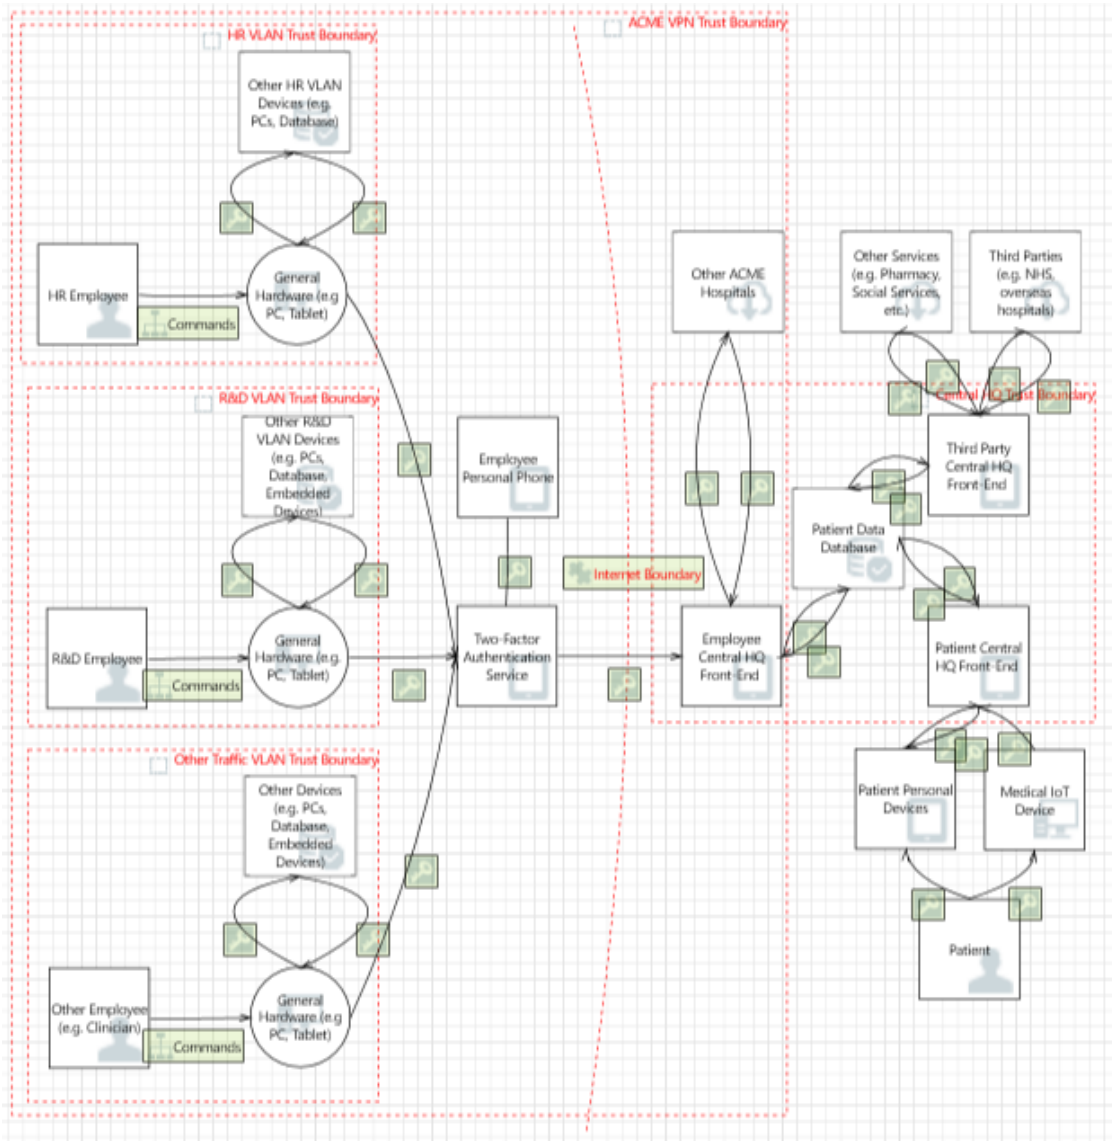 HR VLAN Trust Boundary
ACME VPN Trust Boundary
Other HR VLAN
Devices (e.g.
PCs, Database)
HR Employee
Commands
General
Hardware (e.g
PC, Tablet)
Other ACME
Hospitals
Other Services
(e.g. Pharmacy,
Social Services,
etc.)
Third Parties
(e.g. NHS,
overseas
hospitals)
R&D VLAN Trust Boundary
Central HQ Trust Boundary
Other R&D
VLAN Devices
(e.g. PCs,
Database,
Embedded
Devices)
Employee
Personal Phone
Third Party
Central HQ
Front-End
Patient Data
Database
Internet Boundary
R&D Employee
Commands
General
Hardware (e.g.
PC, Tablet)
Two-Factor
Authentication
Service
Employee
Central HQ
Front-End
Patient Central
HQ Front-End
Other Traffic VLAN Trust Boundary
Other Devices
(e.g. PCs,
Database,
Embedded
Devices)
Patient Personal
Devices
Medical IoT
Device
Patient
Other Employee
(e.g. Clinician)
Commands
General
Hardware (e.g
PC, Tablet)